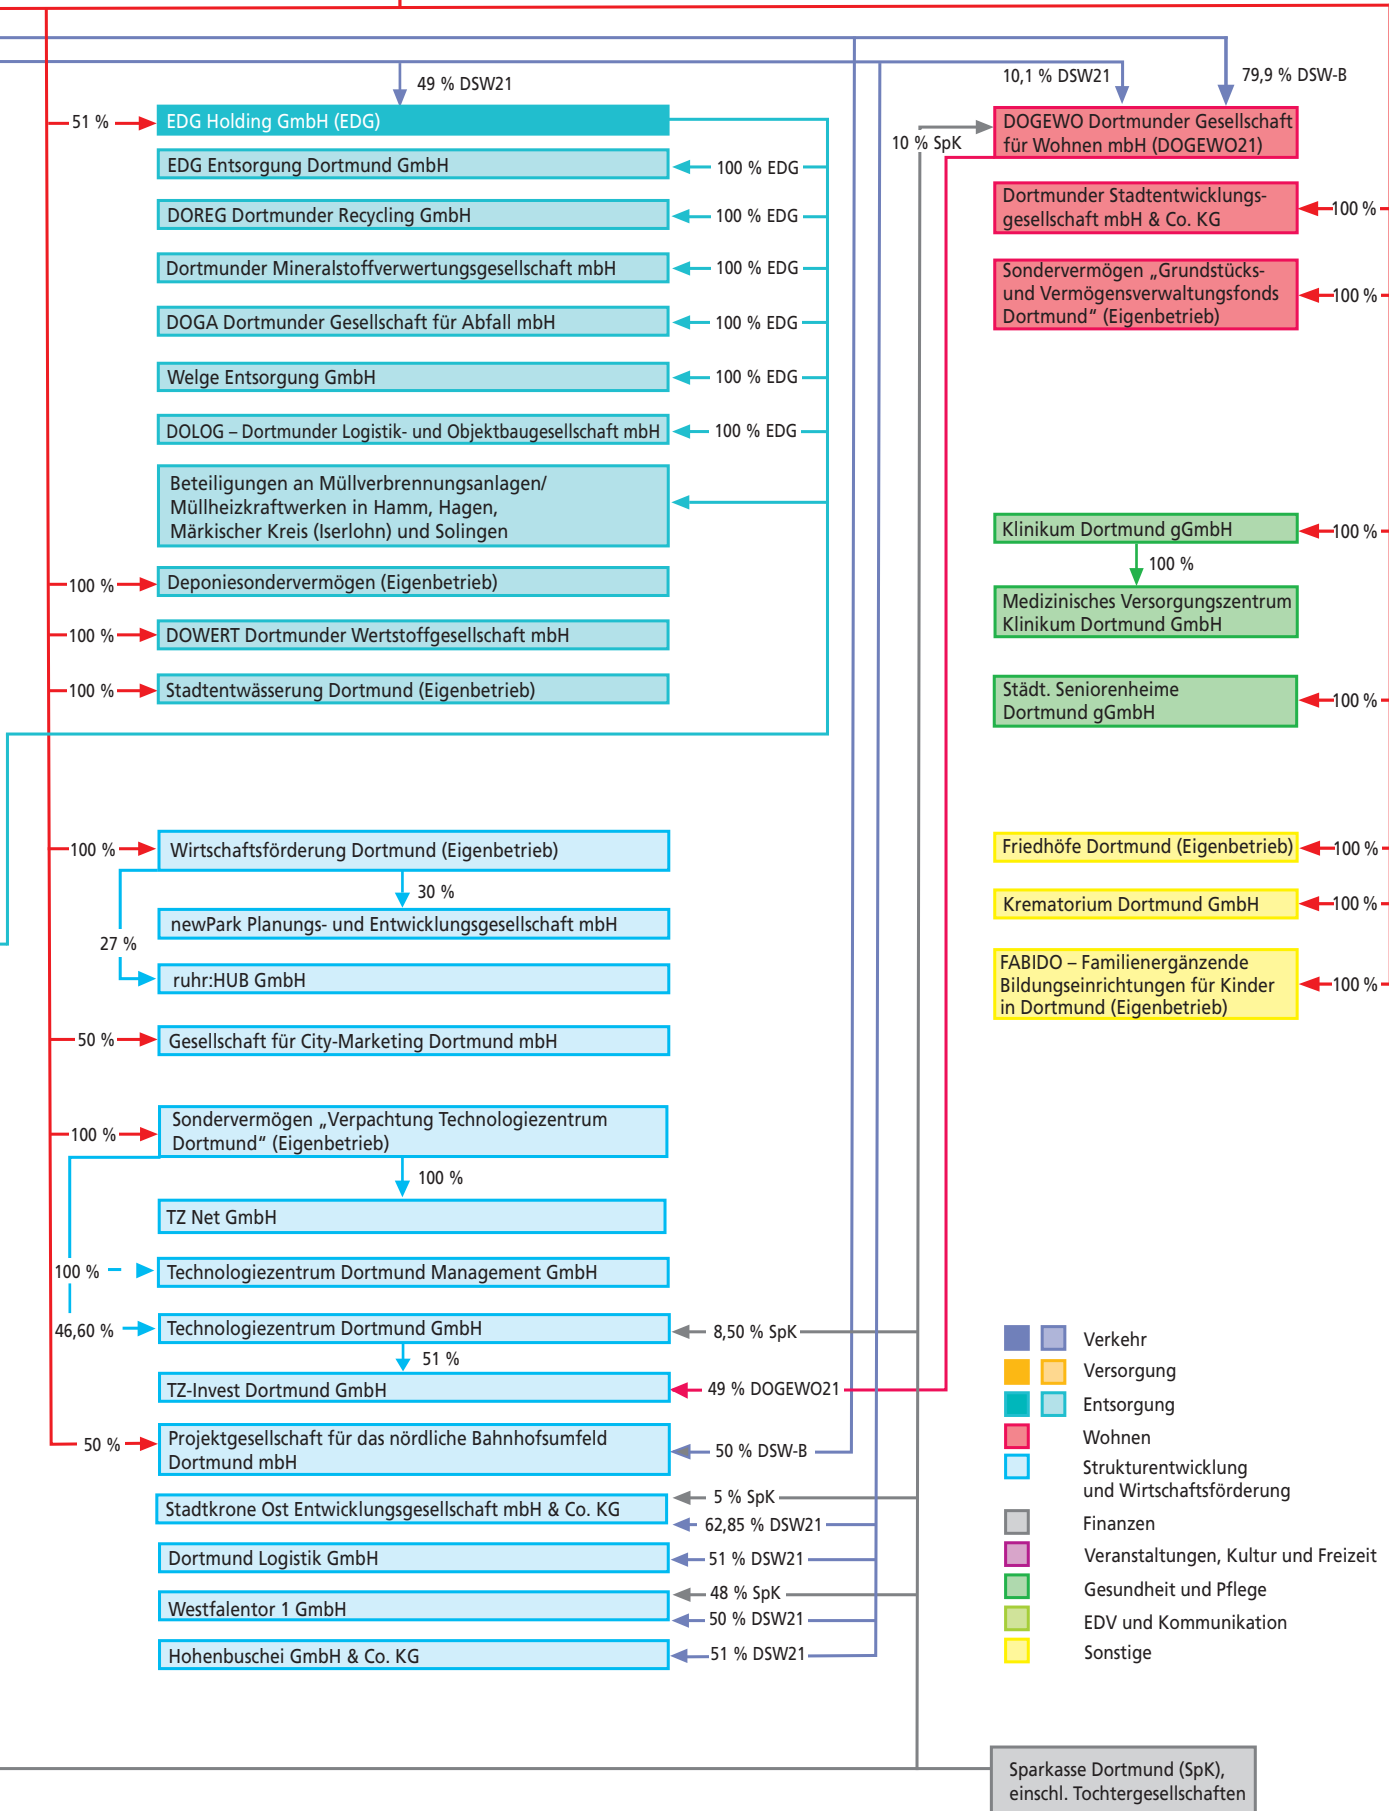 49 % DSW21
10,1 % DSW21
79,9 % DSW-B
51 %
EDG Holding GmbH (EDG)
10 % SpK
DOGEWO Dortmunder Gesellschaft
für Wohnen mbH (DOGEWO21)
EDG Entsorgung Dortmund GmbH
100 % EDG
DOREG Dortmunder Recycling GmbH
100 % EDG
Dortmunder Stadtentwicklungs-
gesellschaft mbH & Co. KG
100 %
Dortmunder Mineralstoffverwertungsgesellschaft mbH
100 % EDG
Sondervermögen „Grundstücks-
und Vermögensverwaltungsfonds
Dortmund“ (Eigenbetrieb)
100 %
DOGA Dortmunder Gesellschaft für Abfall mbH
100 % EDG
Welge Entsorgung GmbH
100 % EDG
DOLOG – Dortmunder Logistik- und Objektbaugesellschaft mbH
100 % EDG
Beteiligungen an Müllverbrennungsanlagen/
Müllheizkraftwerken in Hamm, Hagen,
Märkischer Kreis (Iserlohn) und Solingen
Klinikum Dortmund gGmbH
100 %
100 %
Medizinisches Versorgungszentrum
Klinikum Dortmund GmbH
100 %
Deponiesondervermögen (Eigenbetrieb)
100 %
DOWERT Dortmunder Wertstoffgesellschaft mbH
100 %
Stadtentwässerung Dortmund (Eigenbetrieb)
Städt. Seniorenheime
Dortmund gGmbH
100 %
100 %
Wirtschaftsförderung Dortmund (Eigenbetrieb)
30 %
newPark Planungs- und Entwicklungsgesellschaft mbH
27 %
ruhr:HUB GmbH
Friedhöfe Dortmund (Eigenbetrieb)
100 %
Krematorium Dortmund GmbH
100 %
FABIDO – Familienergänzende
Bildungseinrichtungen für Kinder
in Dortmund (Eigenbetrieb)
100 %
50 %
Gesellschaft für City-Marketing Dortmund mbH
100 %
Sondervermögen „Verpachtung Technologiezentrum
Dortmund“ (Eigenbetrieb)
100 %
TZ Net GmbH
100 %
Technologiezentrum Dortmund Management GmbH
46,60 %
Technologiezentrum Dortmund GmbH
8,50 % SpK
51 %
TZ-Invest Dortmund GmbH
49 % DOGEWO21
50 %
Projektgesellschaft für das nördliche Bahnhofsumfeld
Dortmund mbH
50 % DSW-B
Stadtkrone Ost Entwicklungsgesellschaft mbH & Co. KG
5 % SpK
62,85 % DSW21
Dortmund Logistik GmbH
51 % DSW21
Westfalentor 1 GmbH
48 % SpK
50 % DSW21
Hohenbuschei GmbH & Co. KG
51 % DSW21
Verkehr
Versorgung
Entsorgung
Wohnen
Strukturentwicklung
und Wirtschaftsförderung
Finanzen
Veranstaltungen, Kultur und Freizeit
Gesundheit und Pflege
EDV und Kommunikation
Sonstige
Sparkasse Dortmund (SpK),
einschl. Tochtergesellschaften